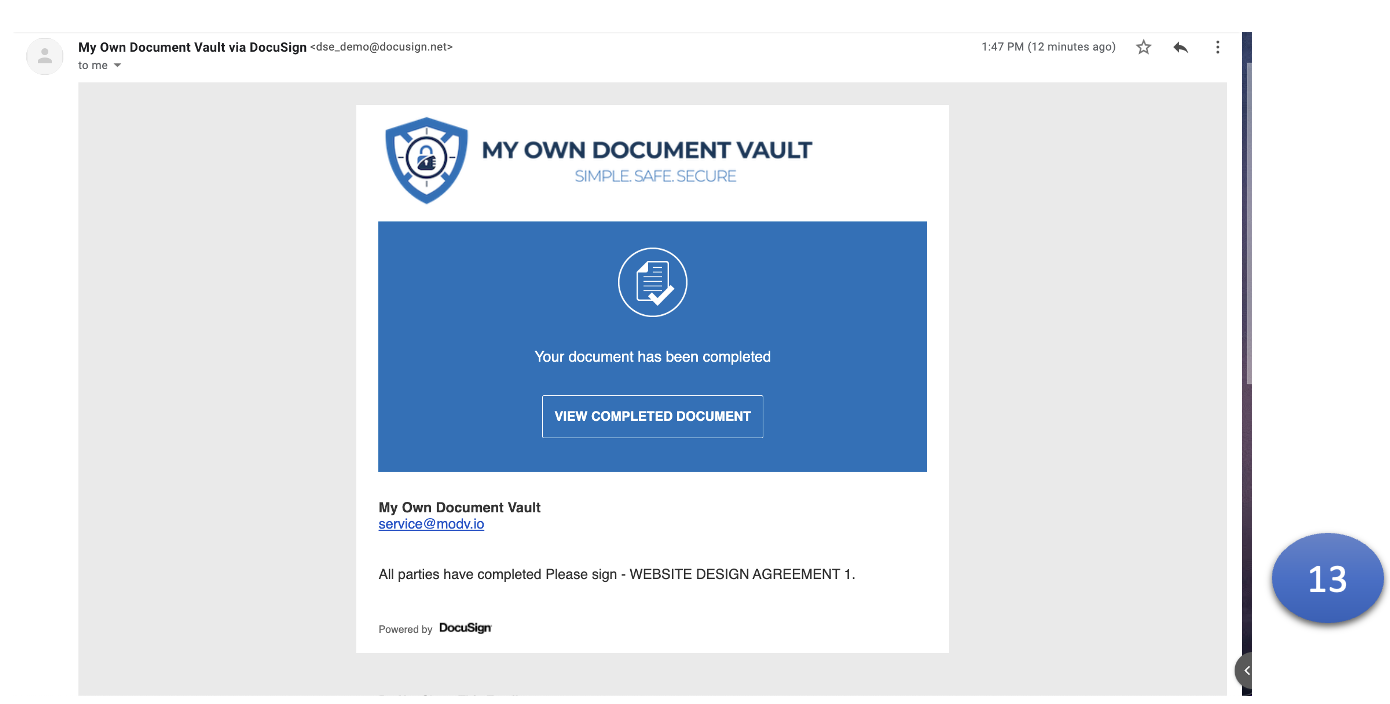 My Own Document Vault via DocuSign <dse_demo@docusign.net>
1:47 PM (12 minutes ago)
to me
MY OWN DOCUMENT VAULT
SIMPLE. SAFE. SECURE
Your document has been completed
VIEW COMPLETED DOCUMENT
My Own Document Vault
service@modv.io
All parties have completed Please sign - WEBSITE DESIGN AGREEMENT 1.
Powered by DocuSign
13